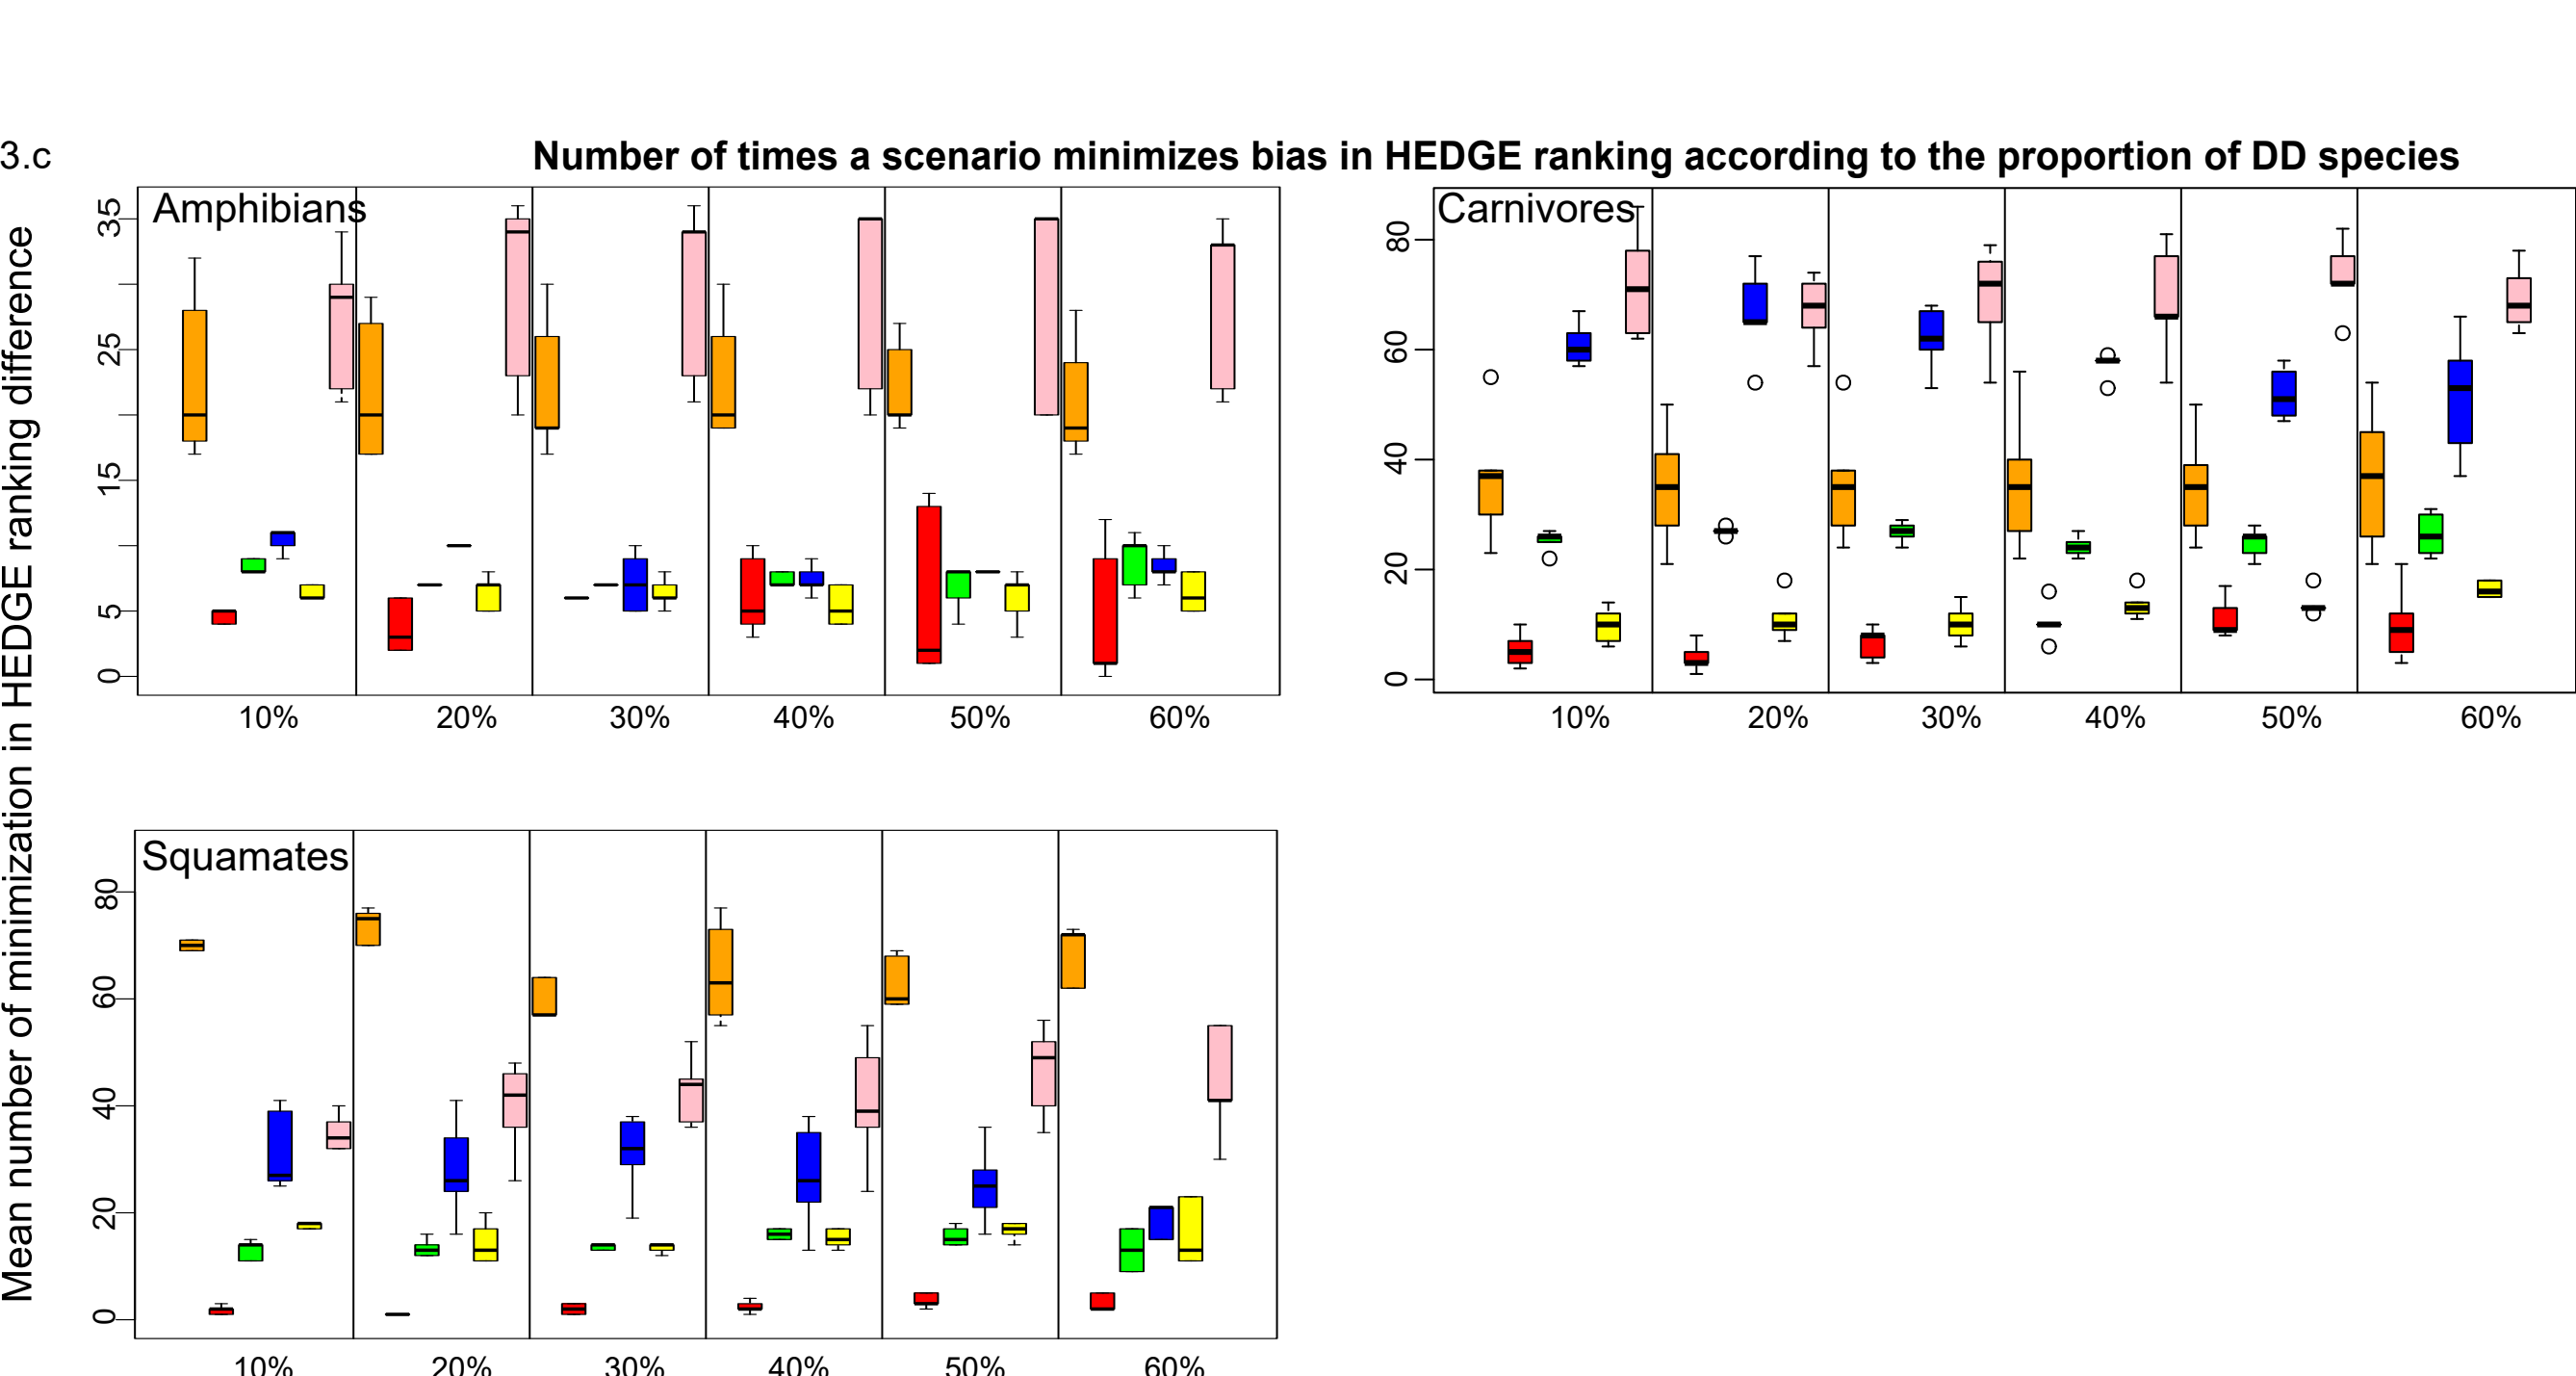 3.c
Number of times a scenario minimizes bias in HEDGE ranking according to the proportion of DD species
Mean number of minimization in HEDGE ranking difference
Amphibians
35
25
15
5
0
10% 20% 30% 40% 50% 60%
Carnivores
80
60
40
20
0
10% 20% 30% 40% 50% 60%
Squamates
80
60
40
20
0
10% 20% 30% 40% 50% 60%